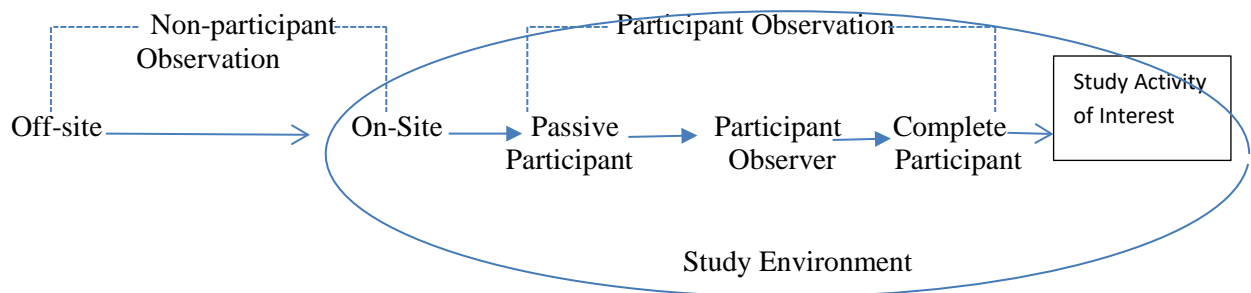 Non-participant
Observation
Participant Observation
Study Activity
of Interest
Off-site
On-Site
Passive
Participant
Participant
Observer
Complete
Participant
Study Environment